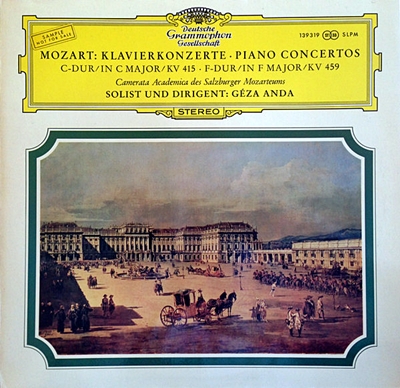 SAMPLE
NOT FOR SALE
Deutsche
Grammophon
Gesellschaft
139 319 SLPM
MOZART: KLAVIERKONZERTE · PIANO CONCERTOS
C-DUR/IN C MAJOR/KV 415 · F-DUR/IN F MAJOR/KV 459
Camerata Academica des Salzburger Mozarteums
SOLIST UND DIRIGENT: GÉZA ANDA
STEREO